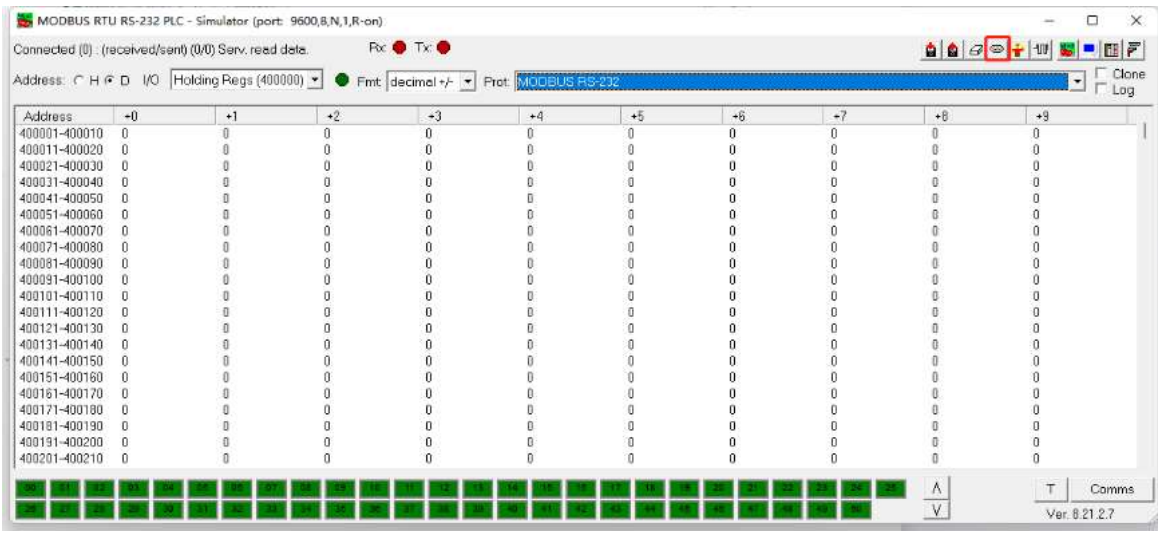 MODBUS RTU RS-232 PLC - Simulator (port: 9600,8,N,1,R-on)
Connected (0) : (received/sent) (0/0) Serv. read data. Rx: Tx:
Address: H D I/O Holding Regs (400000) Fmt: decimal +/- Prot: MODBUS RS-232 Clone
Log
Address +0 +1 +2 +3 +4 +5 +6 +7 +8 +9
400001-400010 0 0 0 0 0 0 0 0 0 0
400011-400020 0 0 0 0 0 0 0 0 0 0
400021-400030 0 0 0 0 0 0 0 0 0 0
400031-400040 0 0 0 0 0 0 0 0 0 0
400041-400050 0 0 0 0 0 0 0 0 0 0
400051-400060 0 0 0 0 0 0 0 0 0 0
400061-400070 0 0 0 0 0 0 0 0 0 0
400071-400080 0 0 0 0 0 0 0 0 0 0
400081-400090 0 0 0 0 0 0 0 0 0 0
400091-400100 0 0 0 0 0 0 0 0 0 0
400101-400110 0 0 0 0 0 0 0 0 0 0
400111-400120 0 0 0 0 0 0 0 0 0 0
400121-400130 0 0 0 0 0 0 0 0 0 0
400131-400140 0 0 0 0 0 0 0 0 0 0
400141-400150 0 0 0 0 0 0 0 0 0 0
400151-400160 0 0 0 0 0 0 0 0 0 0
400161-400170 0 0 0 0 0 0 0 0 0 0
400171-400180 0 0 0 0 0 0 0 0 0 0
400181-400190 0 0 0 0 0 0 0 0 0 0
400191-400200 0 0 0 0 0 0 0 0 0 0
400201-400210 0 0 0 0 0 0 0 0 0 0
T Comms
Ver. 8.21.2.7